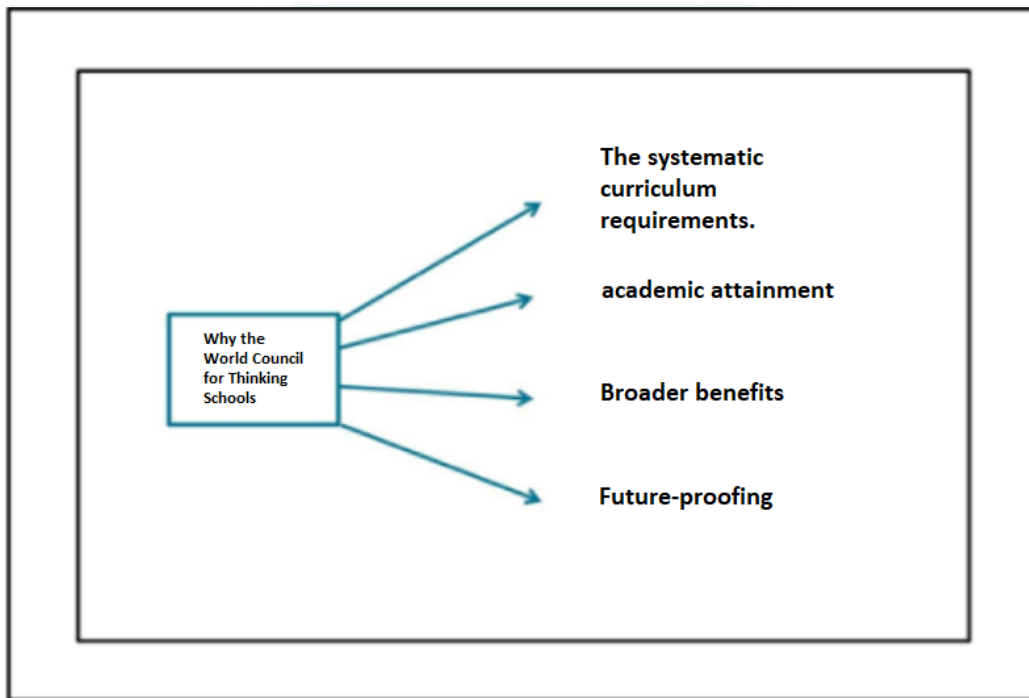 Why the
World Council
for Thinking
Schools
The systematic
curriculum
requirements.
academic attainment
Broader benefits
Future-proofing